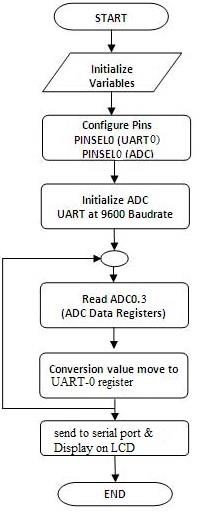 START
Initialize
Variables
Configure Pins
PINSEL0 (UART0)
PINSEL0 (ADC)
Initialize ADC
UART at 9600 Baudrate
Read ADC0.3
(ADC Data Registers)
Conversion value move to
UART-0 register
send to serial port &
Display on LCD
END